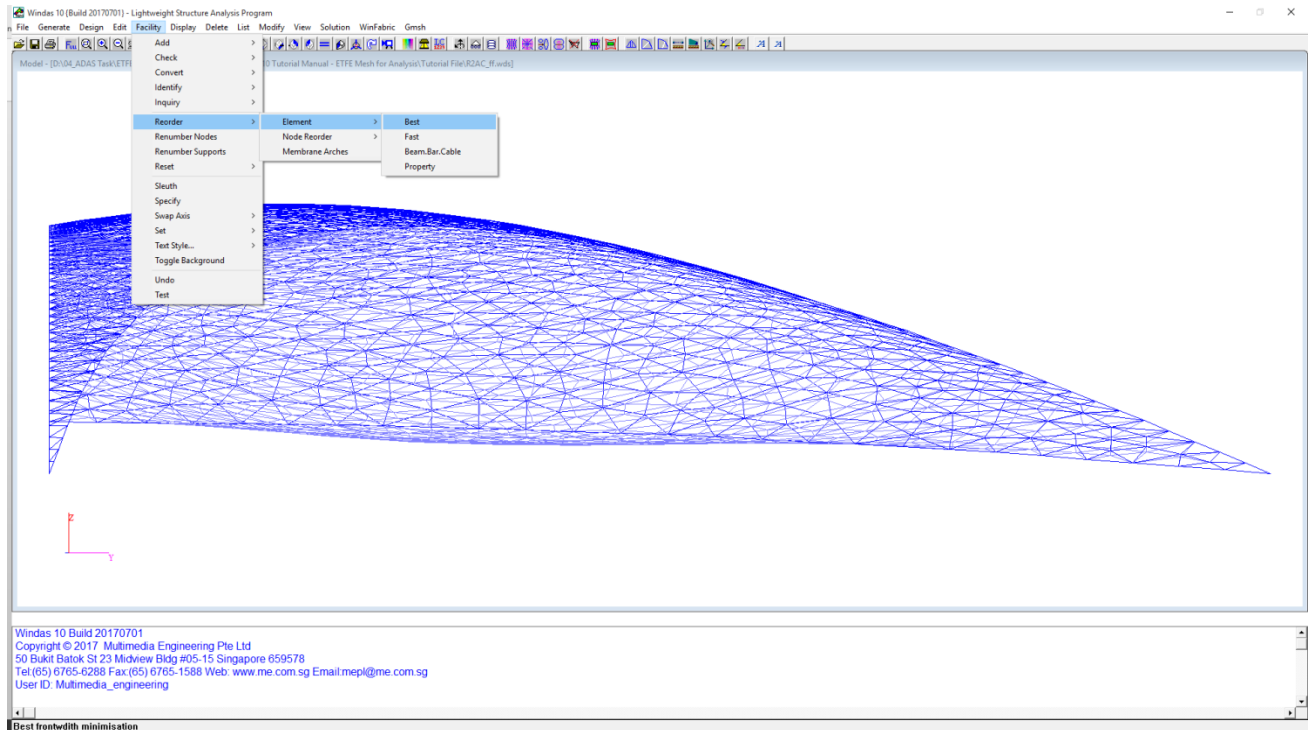 Windas 10 (Build 20170701) - Lightweight Structure Analysis Program
File Generate Design Edit Facility Display Delete List Modify View Solution WinFabric Gmsh
Model - [D:\04_ADAS Task\ETF 0 Tutorial Manual - ETFE Mesh for Analysis\Tutorial File\R2AC_ff.wds]
Add
Check
Convert
Identify
Inquiry
Reorder
Renumber Nodes
Renumber Supports
Reset
Sleuth
Specify
Swap Axis
Set
Text Style...
Toggle Background
Undo
Test
Element
Node Reorder
Membrane Arches
Best
Fast
Beam.Bar.Cable
Property
Z
Y
Windas 10 Build 20170701
Copyright © 2017 Multimedia Engineering Pte Ltd
50 Bukit Batok St 23 Midview Bldg #05-15 Singapore 659578
Tel:(65) 6765-6288 Fax:(65) 6765-1588 Web: www.me.com.sg Email:mepl@me.com.sg
User ID: Multimedia_engineering
Best frontwdith minimisation